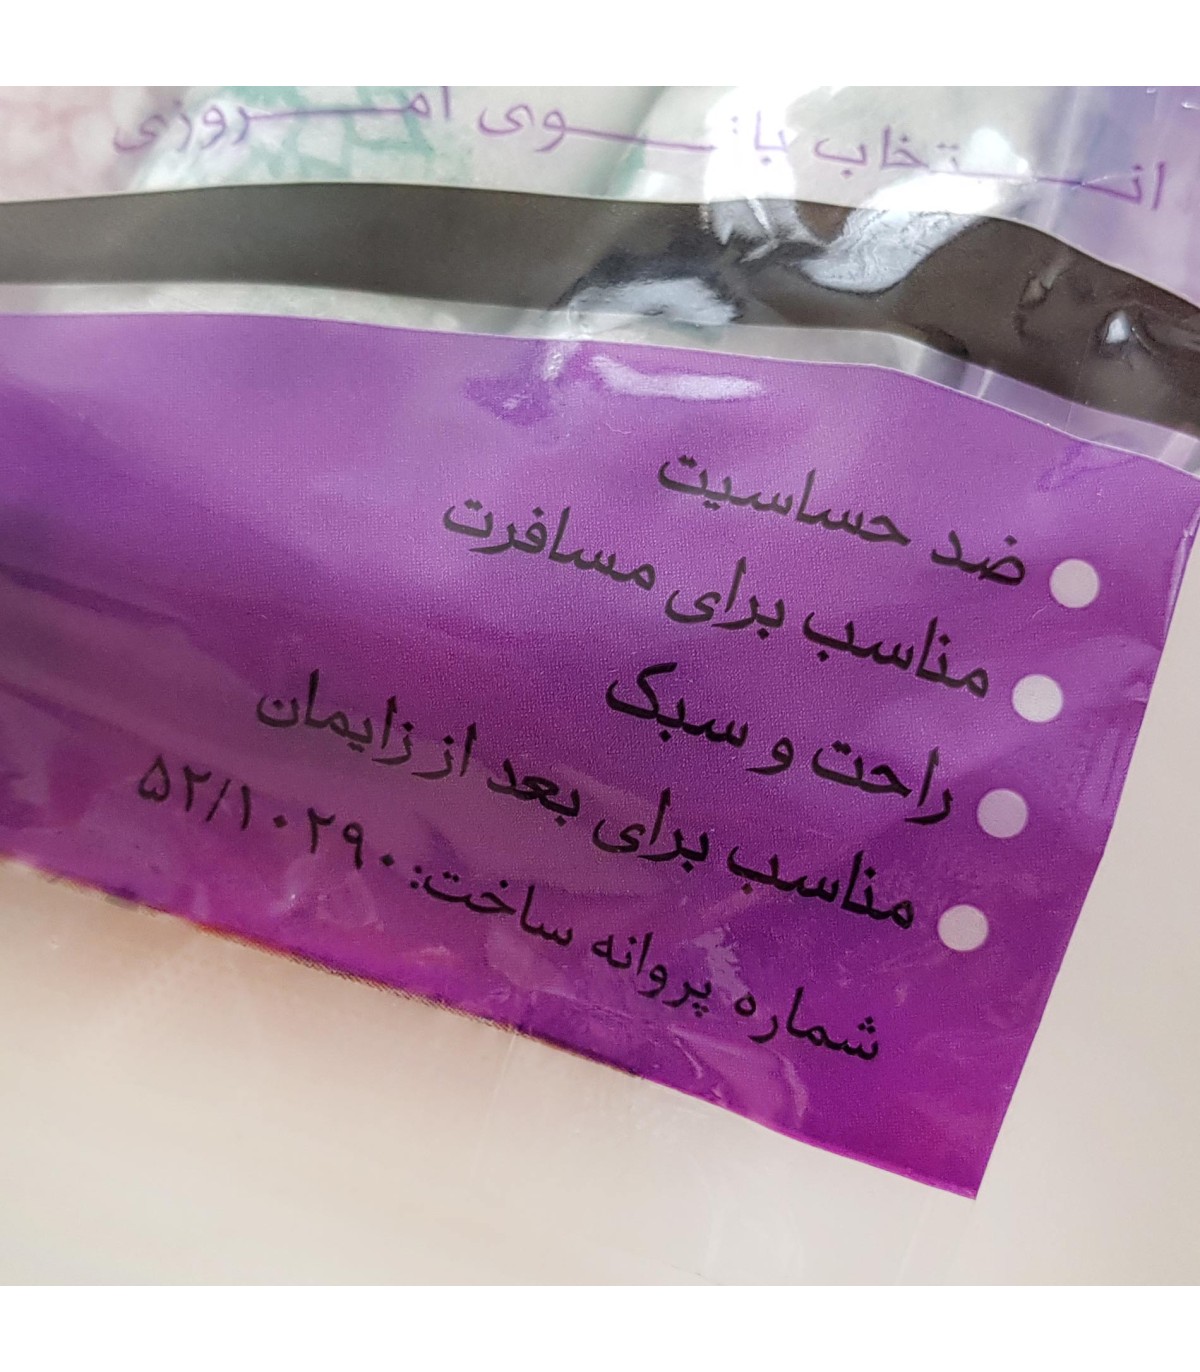 انتخاب بانوی امروزی
ضد حساسیت
مناسب برای مسافرت
راحت و سبک
مناسب برای بعد از زایمان
شماره پروانه ساخت: ۵۲/۱۰۲۹۰